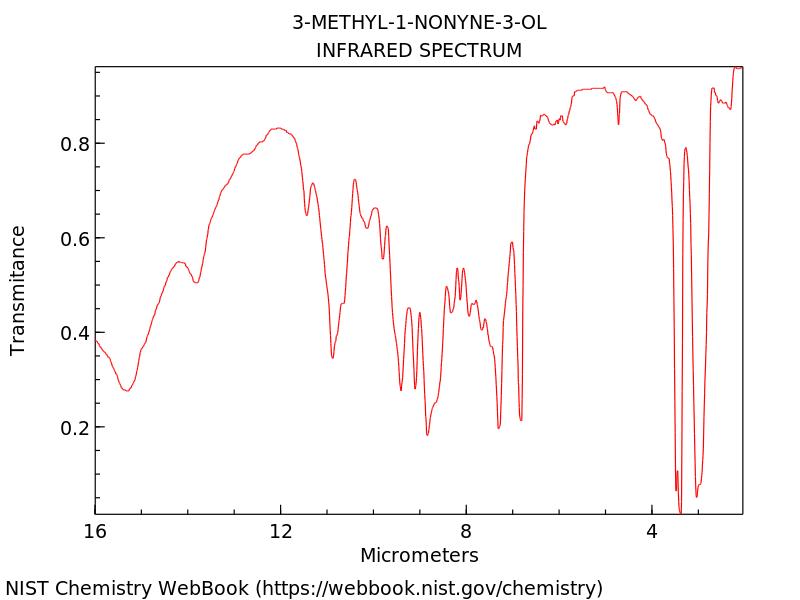 3-METHYL-1-NONYNE-3-OL
INFRARED SPECTRUM
Transmitance
0.8
0.6
0.4
0.2
16 12 8 4
Micrometers
NIST Chemistry WebBook (https://webbook.nist.gov/chemistry)